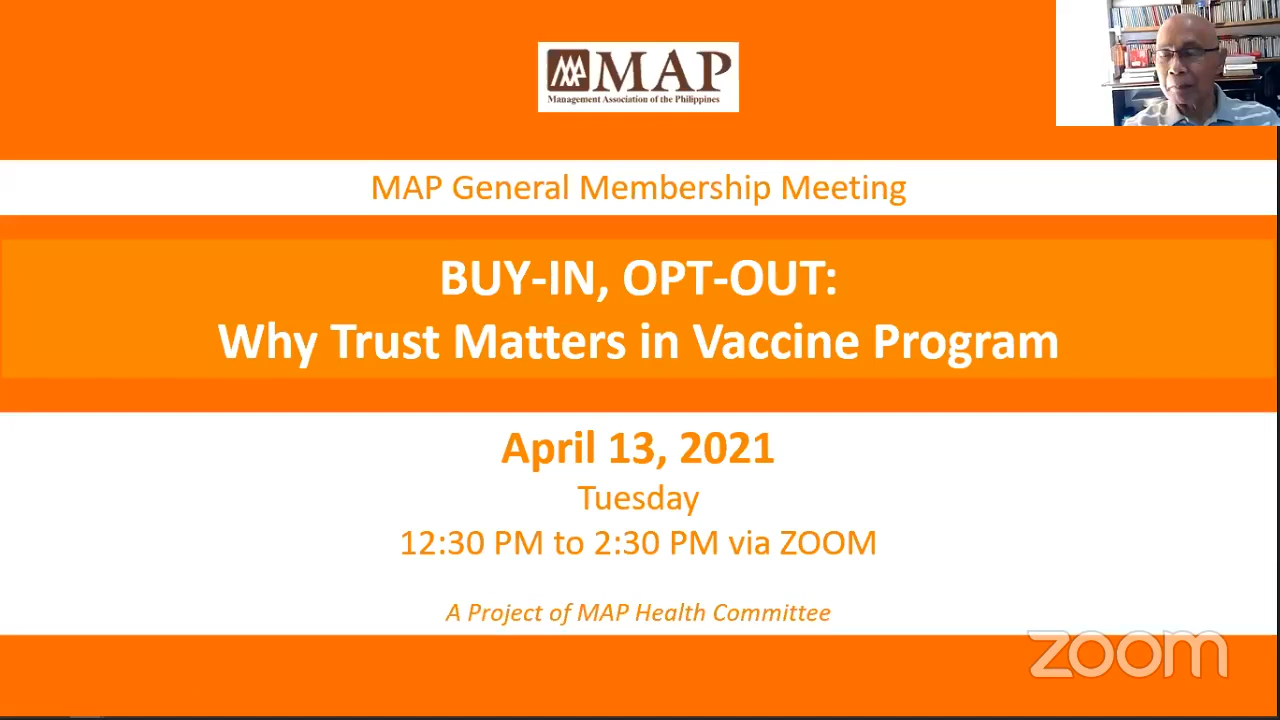 MAP
Management Association of the Philippines
MAP General Membership Meeting
BUY-IN, OPT-OUT:
Why Trust Matters in Vaccine Program
April 13, 2021
Tuesday
12:30 PM to 2:30 PM via ZOOM
A Project of MAP Health Committee
zoom